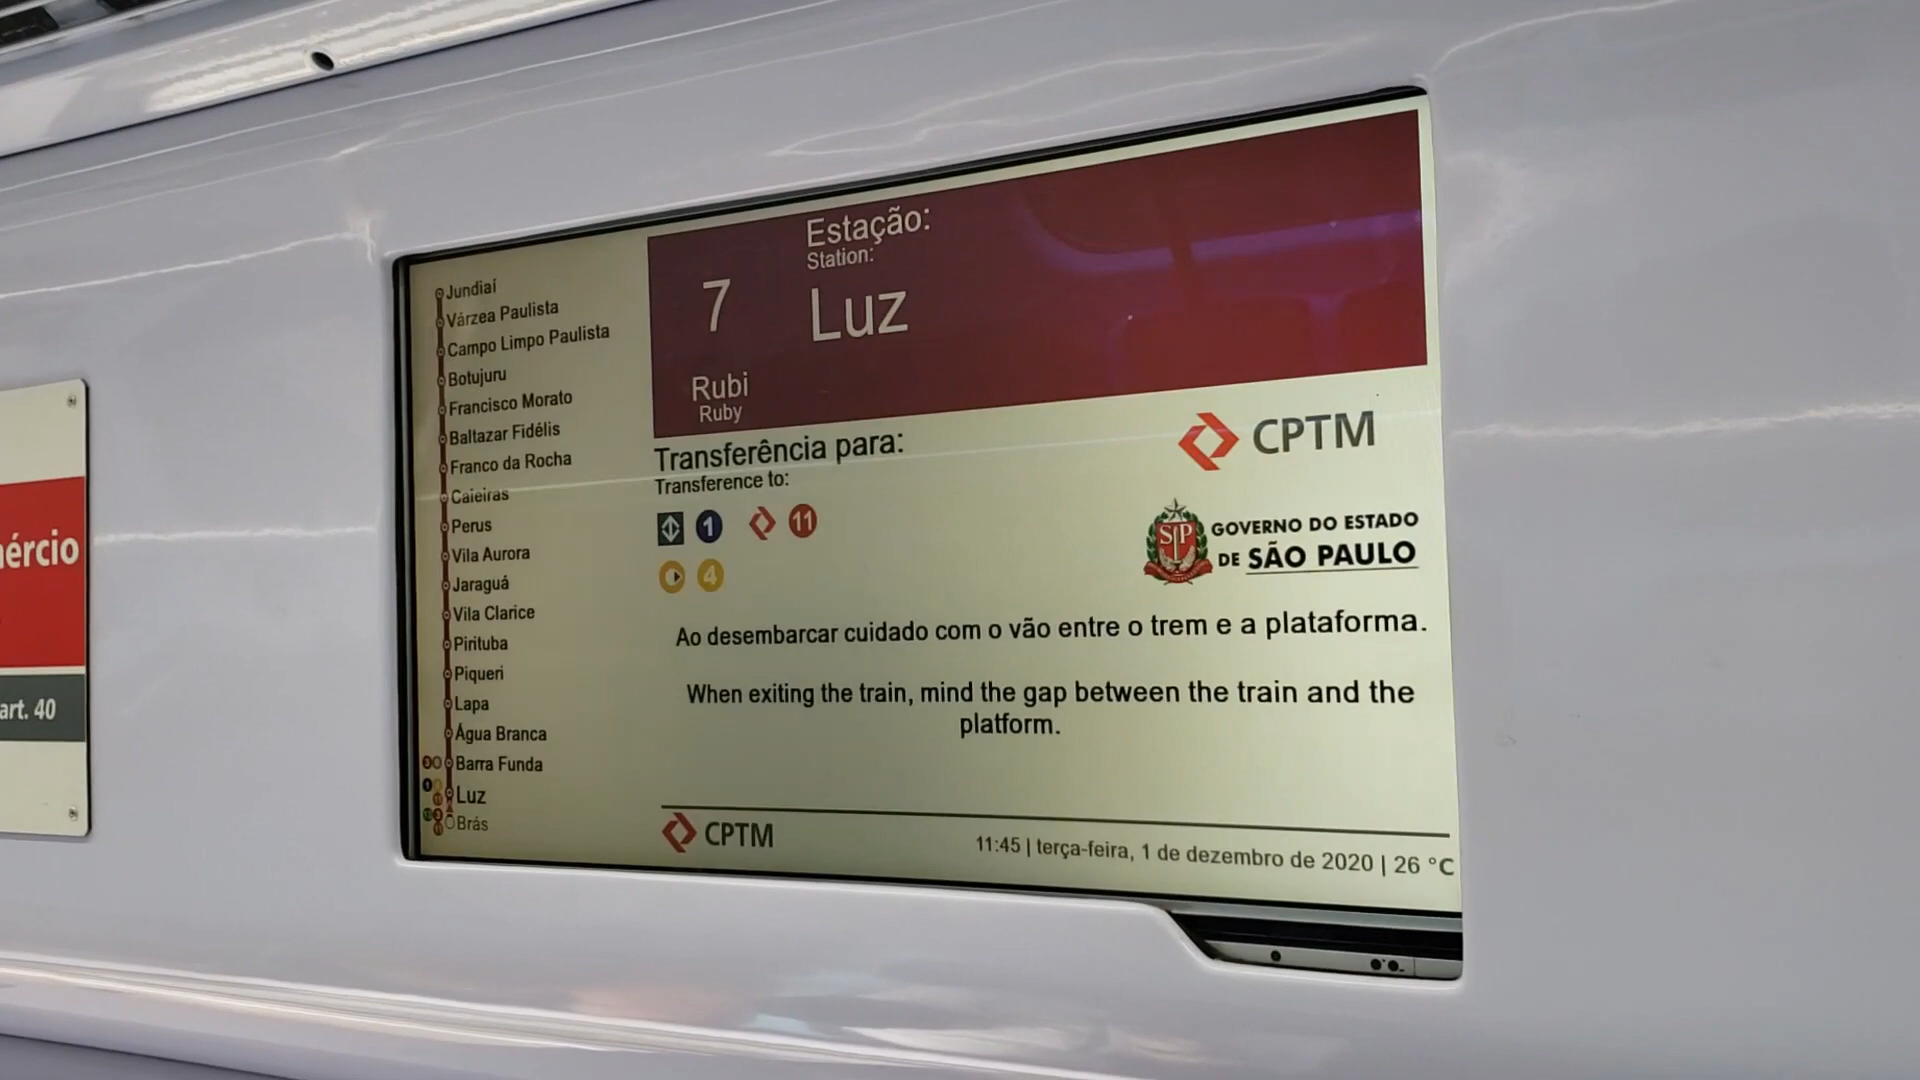 ércio
art. 40
Jundiaí
Várzea Paulista
Campo Limpo Paulista
Botujuru
Francisco Morato
Baltazar Fidélis
Franco da Rocha
Caieiras
Perus
Vila Aurora
Jaraguá
Vila Clarice
Pirituba
Piqueri
Lapa
Água Branca
Barra Funda
Luz
Brás
7
Rubi
Ruby
Estação:
Station:
Luz
Transferência para:
Transference to:
1 11
4
CPTM
SP
GOVERNO DO ESTADO
DE SÃO PAULO
Ao desembarcar cuidado com o vão entre o trem e a plataforma.
When exiting the train, mind the gap between the train and the
platform.
CPTM
11:45 | terça-feira, 1 de dezembro de 2020 | 26 °C